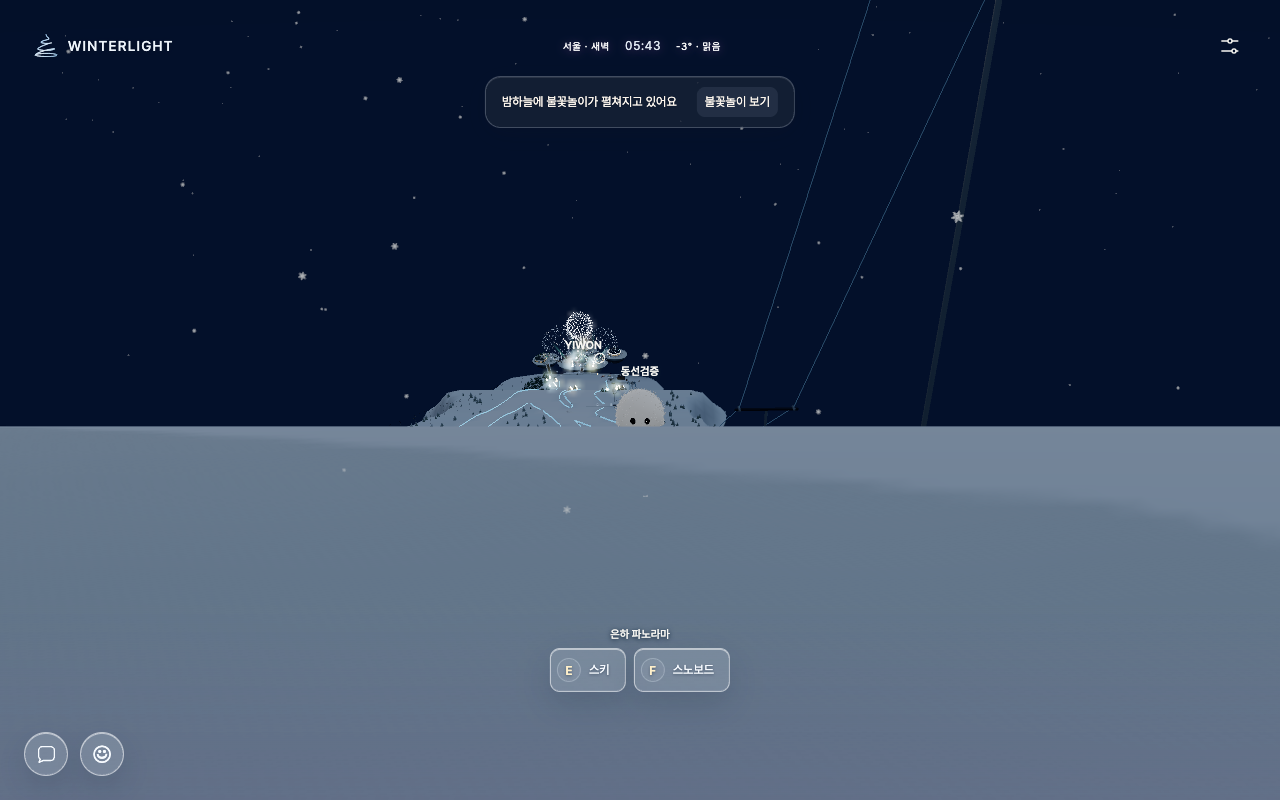 WINTERLIGHT
서울 · 새벽 05:43 -3° · 맑음
밤하늘에 불꽃놀이가 펼쳐지고 있어요 불꽃놀이 보기
YIWON
동선검증
은하 파노라마
E 스키 F 스노보드